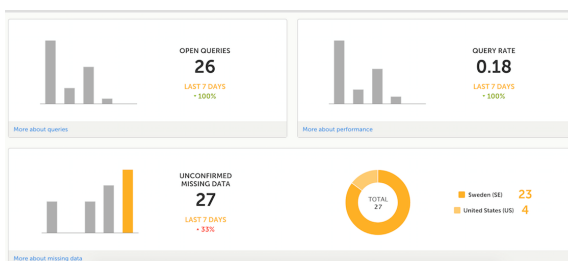 OPEN QUERIES
26
LAST 7 DAYS
100%
More about queries
QUERY RATE
0.18
LAST 7 DAYS
100%
More about performance
UNCONFIRMED
MISSING DATA
27
LAST 7 DAYS
33%
TOTAL
27
Sweden (SE) 23
United States (US) 4
More about missing data